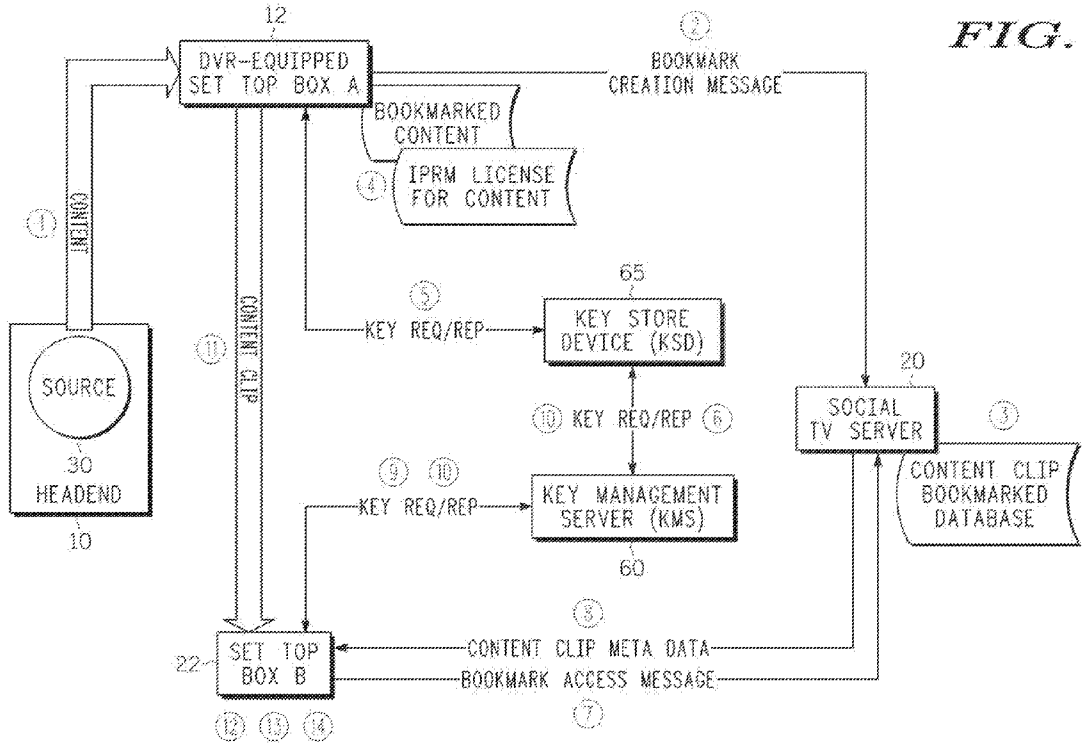 FIG.
12
DVR-EQUIPPED
SET TOP BOX A
2
BOOKMARK
CREATION MESSAGE
BOOKMARKED
CONTENT
4
IPRM LICENSE
FOR CONTENT
1
CONTENT
5
KEY REQ/REP
65
KEY STORE
DEVICE (KSD)
11
CONTENT CLIP
SOURCE
30
HEADEND
10
10 KEY REQ/REP 6
20
SOCIAL
TV SERVER
3
CONTENT CLIP
BOOKMARKED
DATABASE
9 10
KEY REQ/REP
KEY MANAGEMENT
SERVER (KMS)
60
8
CONTENT CLIP META DATA
22
SET TOP
BOX B
BOOKMARK ACCESS MESSAGE
7
12 13 14